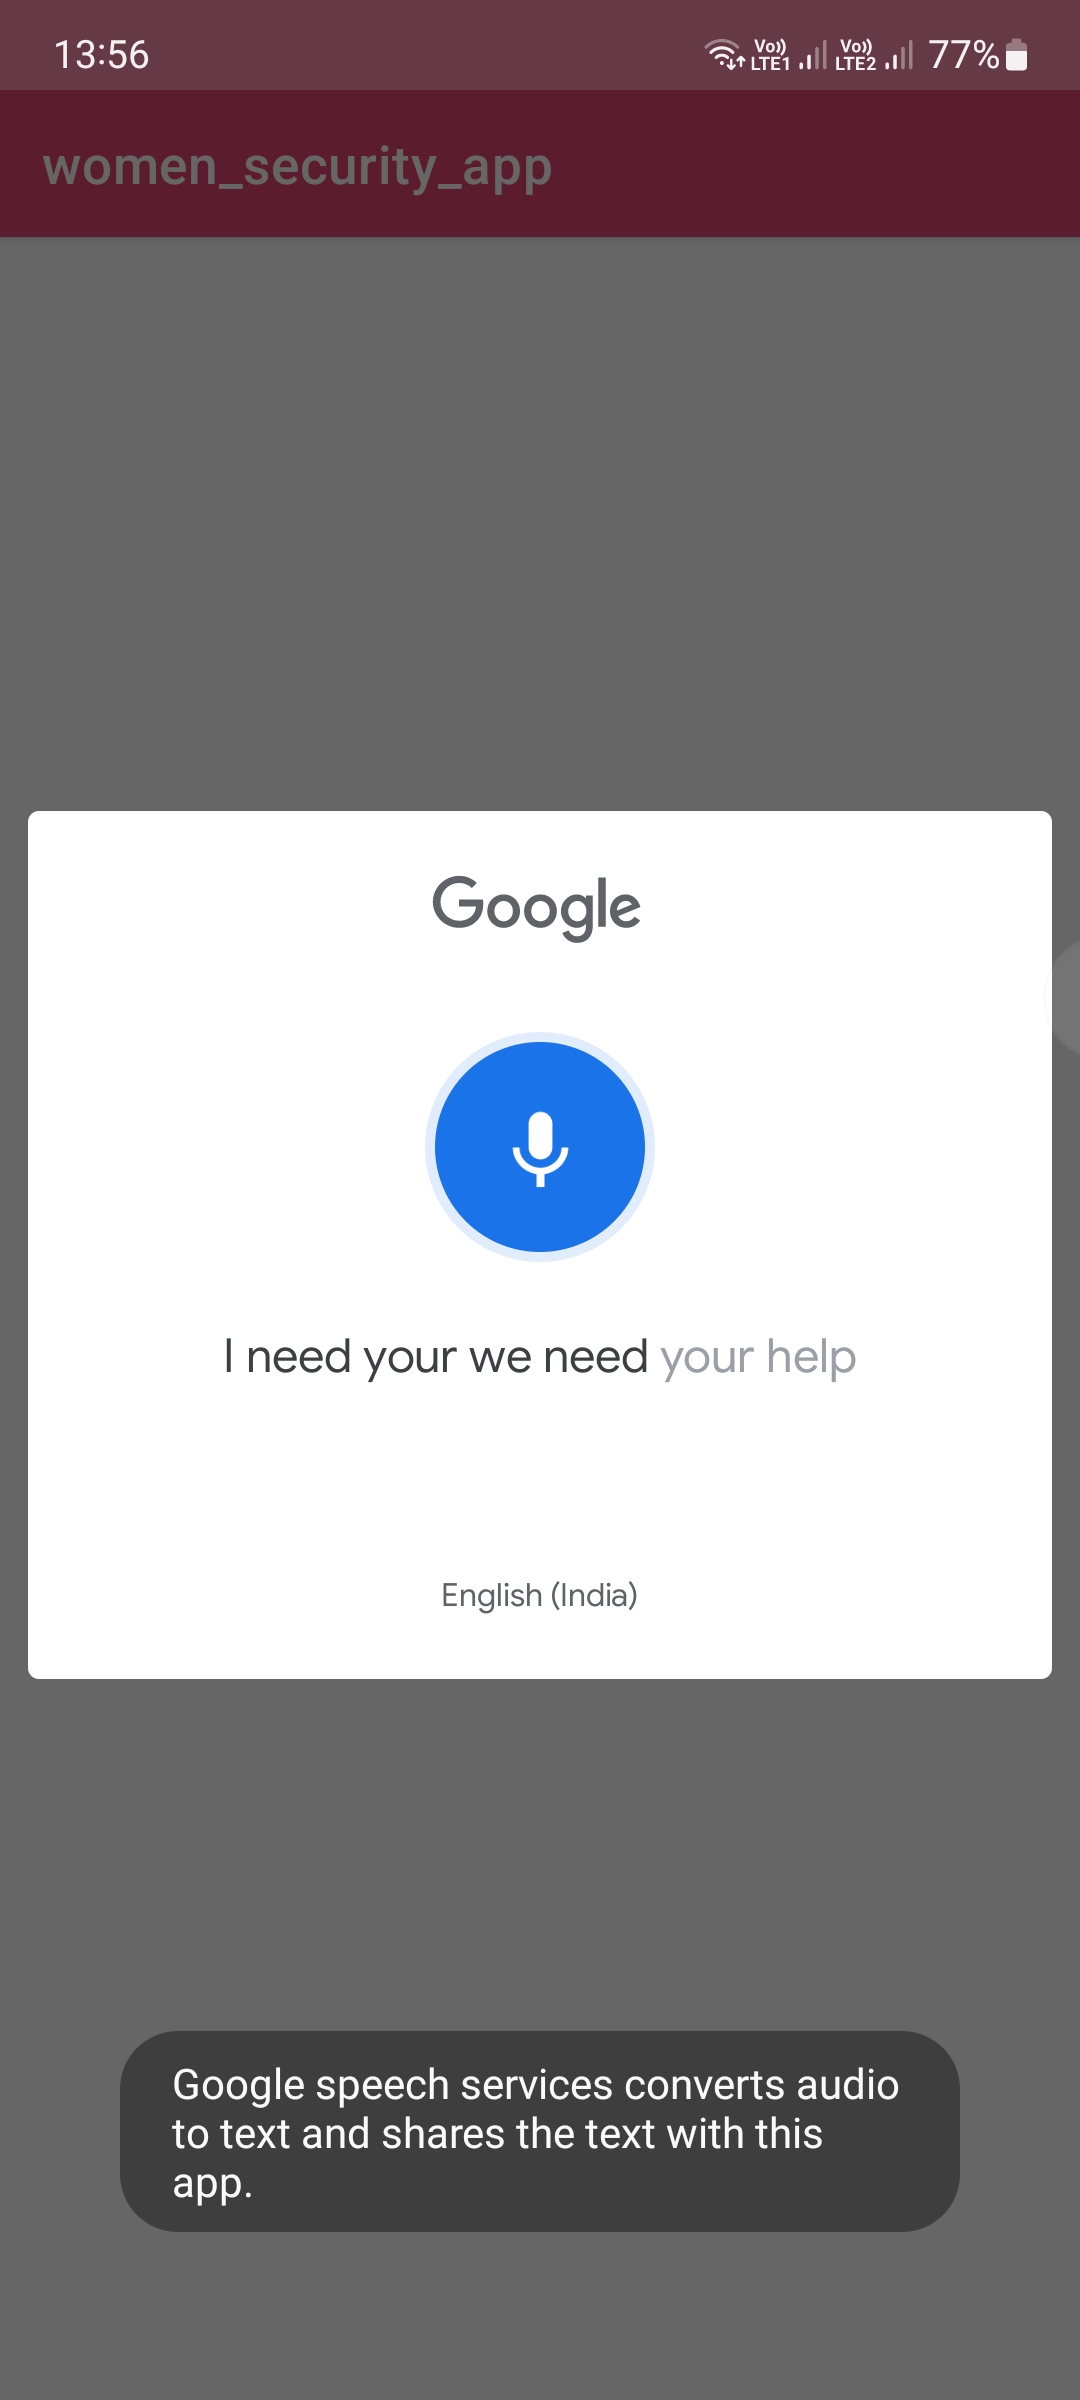 13:56
Vo)) LTE1 Vo)) LTE2 77%
women_security_app
Google
I need your we need your help
English (India)
Google speech services converts audio
to text and shares the text with this
app.